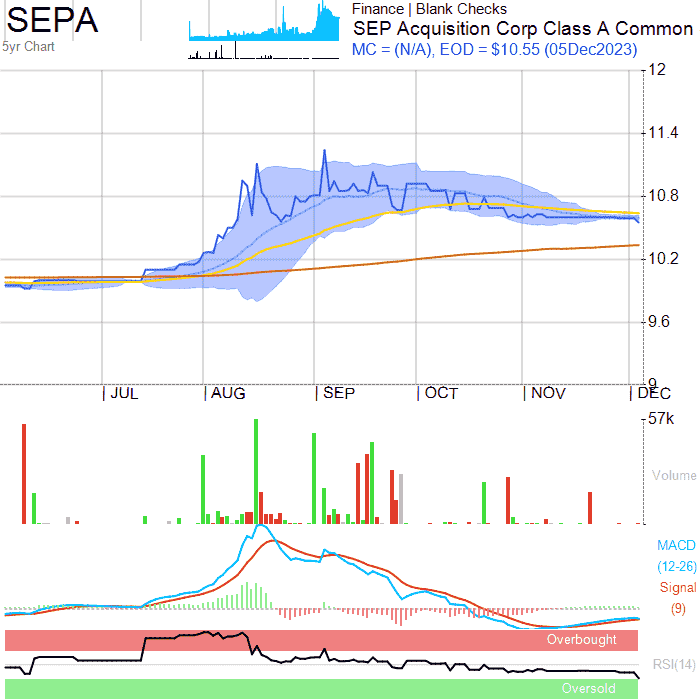 SEPA
5yr Chart
Finance | Blank Checks
SEP Acquisition Corp Class A Common
MC = (N/A), EOD = $10.55 (05Dec2023)
12
11.4
10.8
10.2
9.6
9
JUL AUG SEP OCT NOV DEC
57k
Volume
MACD
(12-26)
Signal
(9)
Overbought
RSI(14)
Oversold